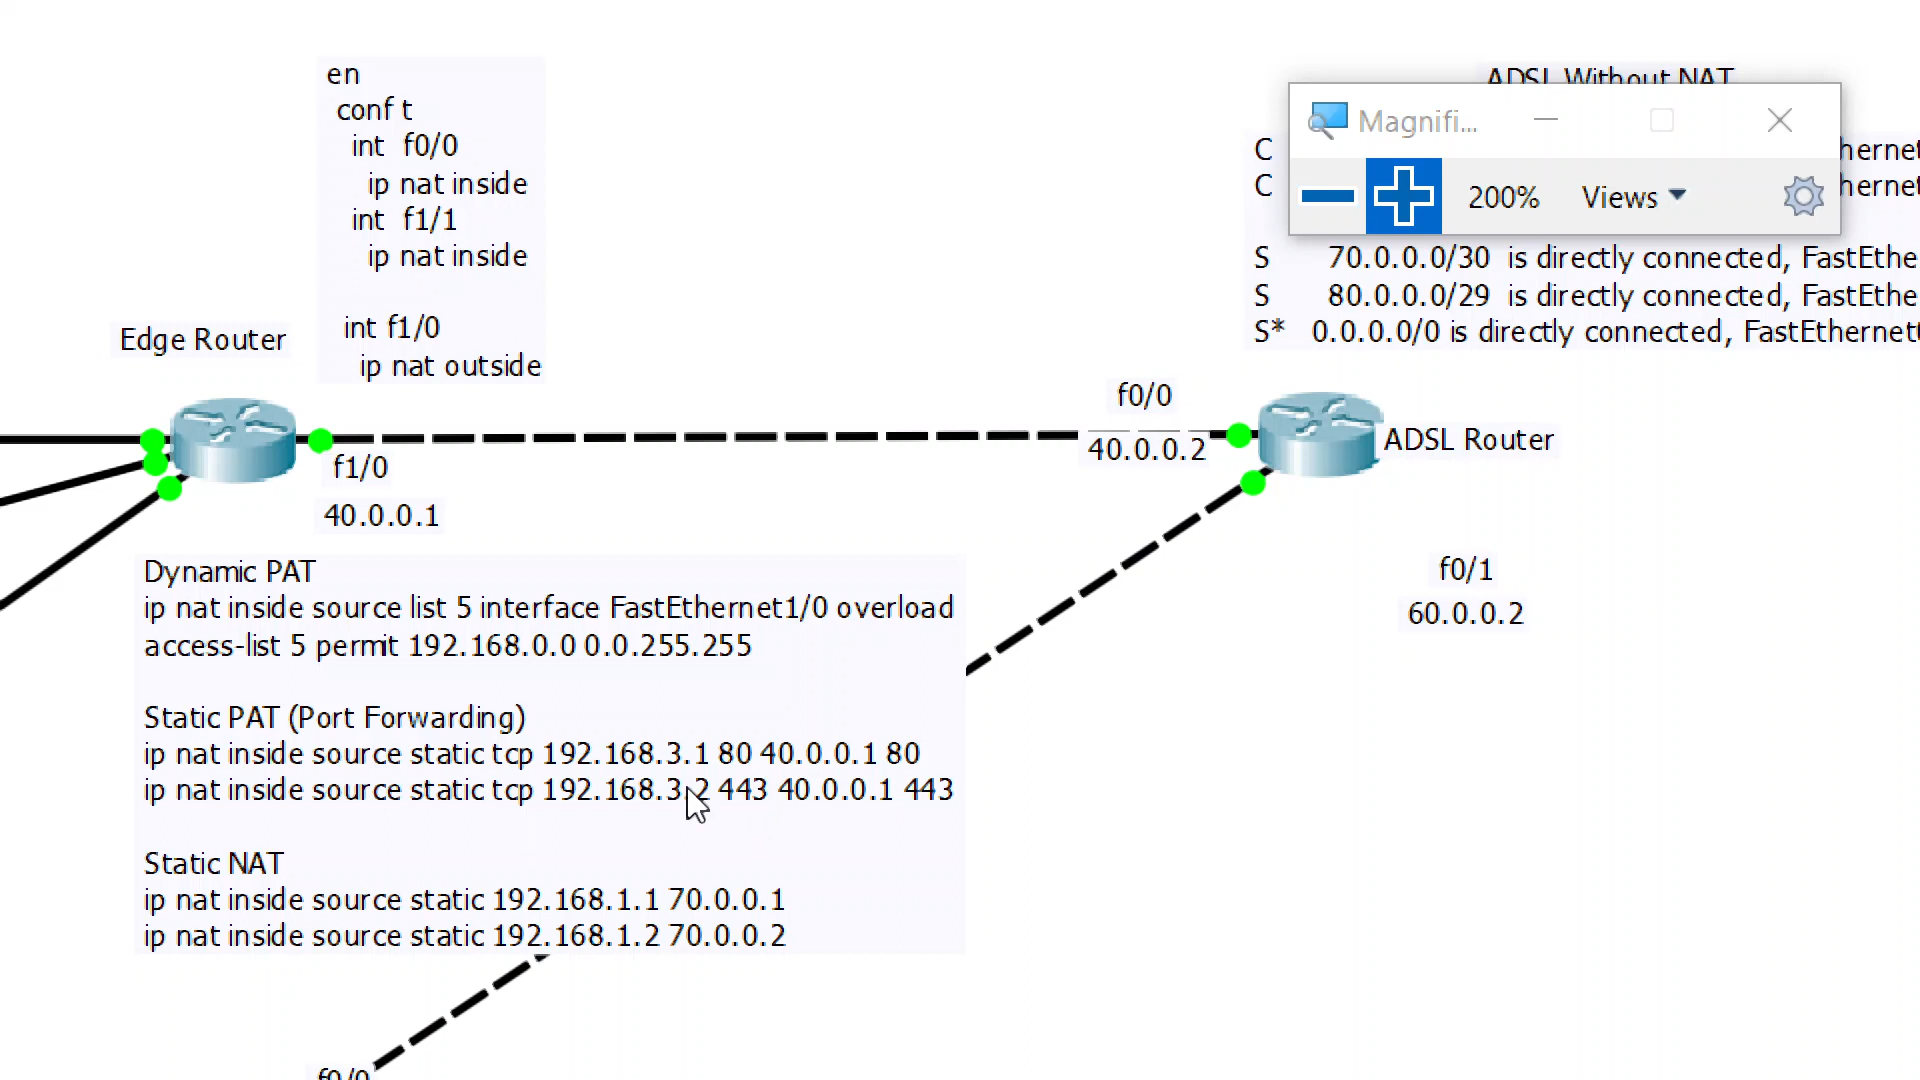 en
conf t
int f0/0
ip nat inside
int f1/1
ip nat inside
int f1/0
ip nat outside
Edge Router
f1/0
40.0.0.1
Dynamic PAT
ip nat inside source list 5 interface FastEthernet1/0 overload
access-list 5 permit 192.168.0.0 0.0.255.255
Static PAT (Port Forwarding)
ip nat inside source static tcp 192.168.3.1 80 40.0.0.1 80
ip nat inside source static tcp 192.168.3.2 443 40.0.0.1 443
Static NAT
ip nat inside source static 192.168.1.1 70.0.0.1
ip nat inside source static 192.168.1.2 70.0.0.2
f0/0
f0/0
40.0.0.2
ADSL Router
f0/1
60.0.0.2
ADSL Without NAT
Magnifi...
200% Views
C hernet
C hernet
S 70.0.0.0/30 is directly connected, FastEthe
S 80.0.0.0/29 is directly connected, FastEthe
S* 0.0.0.0/0 is directly connected, FastEthernet